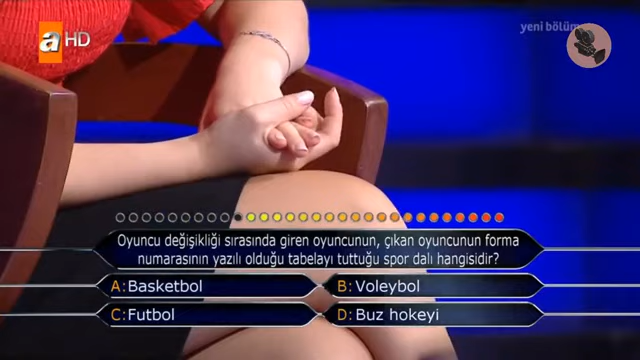 a HD
yeni bölüm
Oyuncu değişikliği sırasında giren oyuncunun, çıkan oyuncunun forma
numarasının yazılı olduğu tabelayı tuttuğu spor dalı hangisidir?
A: Basketbol
B: Voleybol
C: Futbol
D: Buz hokeyi